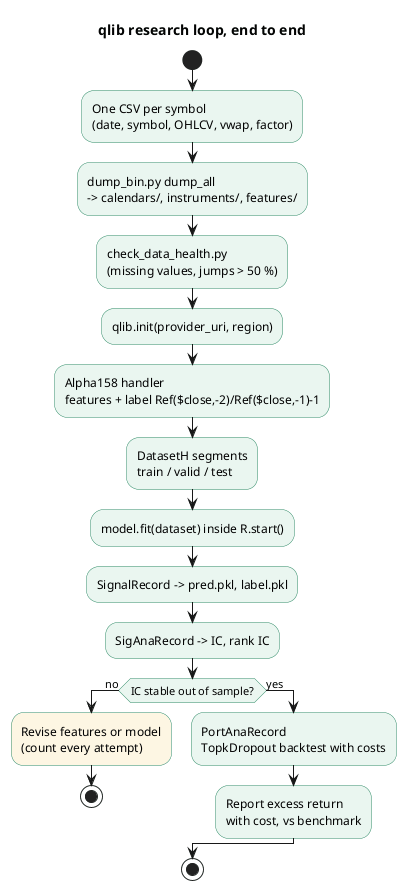 qlib research loop, end to end
One CSV per symbol
(date, symbol, OHLCV, vwap, factor)
dump_bin.py dump_all
-> calendars/, instruments/, features/
check_data_health.py
(missing values, jumps > 50 %)
qlib.init(provider_uri, region)
Alpha158 handler
features + label Ref($close,-2)/Ref($close,-1)-1
DatasetH segments
train / valid / test
model.fit(dataset) inside R.start()
SignalRecord -> pred.pkl, label.pkl
SigAnaRecord -> IC, rank IC
IC stable out of sample?
no
yes
Revise features or model
(count every attempt)
PortAnaRecord
TopkDropout backtest with costs
Report excess return
with cost, vs benchmark